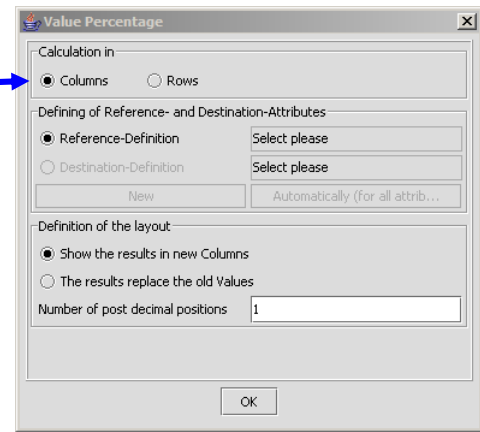 Value Percentage
Calculation in
Columns Rows
Defining of Reference- and Destination-Attributes
Reference-Definition Select please
Destination-Definition Select please
New Automatically (for all attrib...
Definition of the layout
Show the results in new Columns
The results replace the old Values
Number of post decimal positions 1
OK